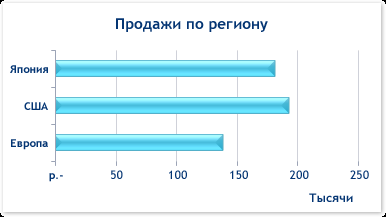 Продажи по региону
Япония
США
Европа
р.- 50 100 150 200 250
Тысячи